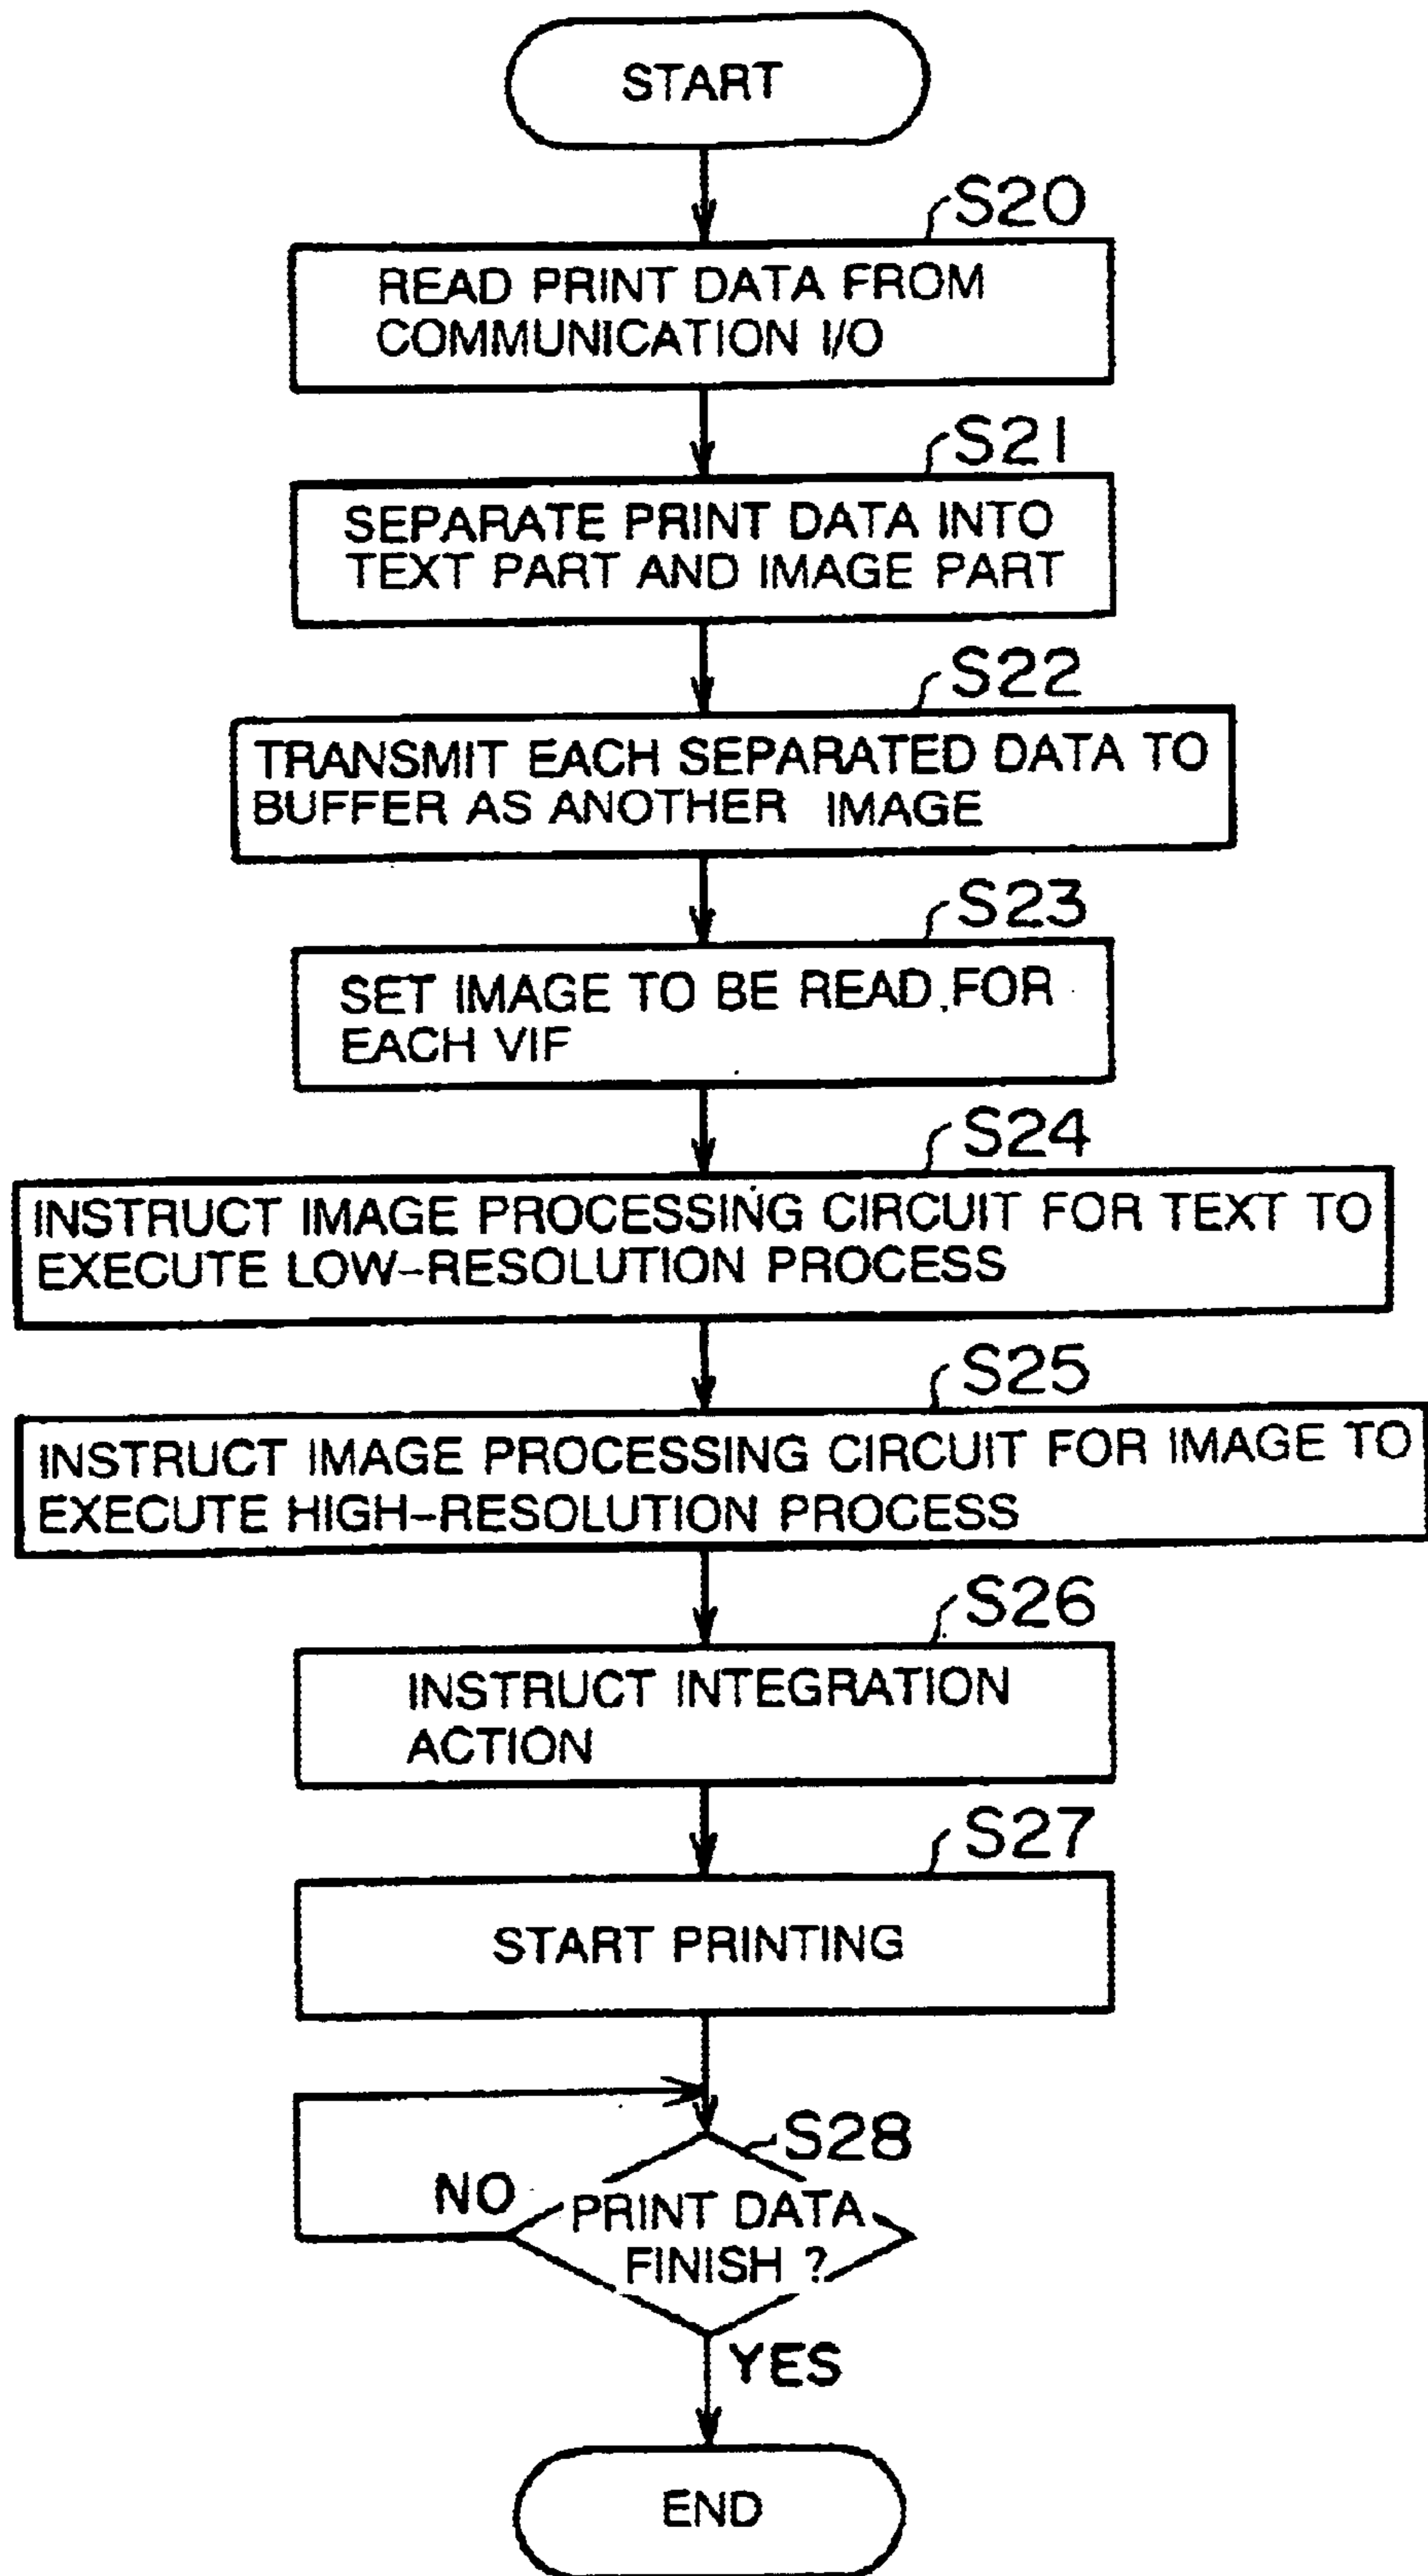 START
S20
READ PRINT DATA FROM
COMMUNICATION I/O
S21
SEPARATE PRINT DATA INTO
TEXT PART AND IMAGE PART
S22
TRANSMIT EACH SEPARATED DATA TO
BUFFER AS ANOTHER IMAGE
S23
SET IMAGE TO BE READ FOR
EACH VIF
S24
INSTRUCT IMAGE PROCESSING CIRCUIT FOR TEXT TO
EXECUTE LOW-RESOLUTION PROCESS
S25
INSTRUCT IMAGE PROCESSING CIRCUIT FOR IMAGE TO
EXECUTE HIGH-RESOLUTION PROCESS
S26
INSTRUCT INTEGRATION
ACTION
S27
START PRINTING
S28
NO
PRINT DATA
FINISH ?
YES
END